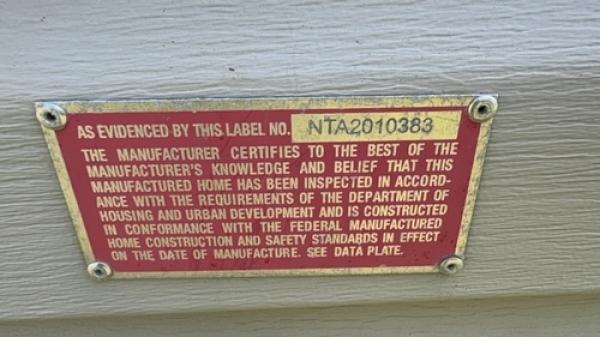 AS EVIDENCED BY THIS LABEL NO. NTA2010383
THE MANUFACTURER CERTIFIES TO THE BEST OF THE
MANUFACTURER'S KNOWLEDGE AND BELIEF THAT THIS
MANUFACTURED HOME HAS BEEN INSPECTED IN ACCORD-
ANCE WITH THE REQUIREMENTS OF THE DEPARTMENT OF
HOUSING AND URBAN DEVELOPMENT AND IS CONSTRUCTED
IN CONFORMANCE WITH THE FEDERAL MANUFACTURED
HOME CONSTRUCTION AND SAFETY STANDARDS IN EFFECT
ON THE DATE OF MANUFACTURE. SEE DATA PLATE.